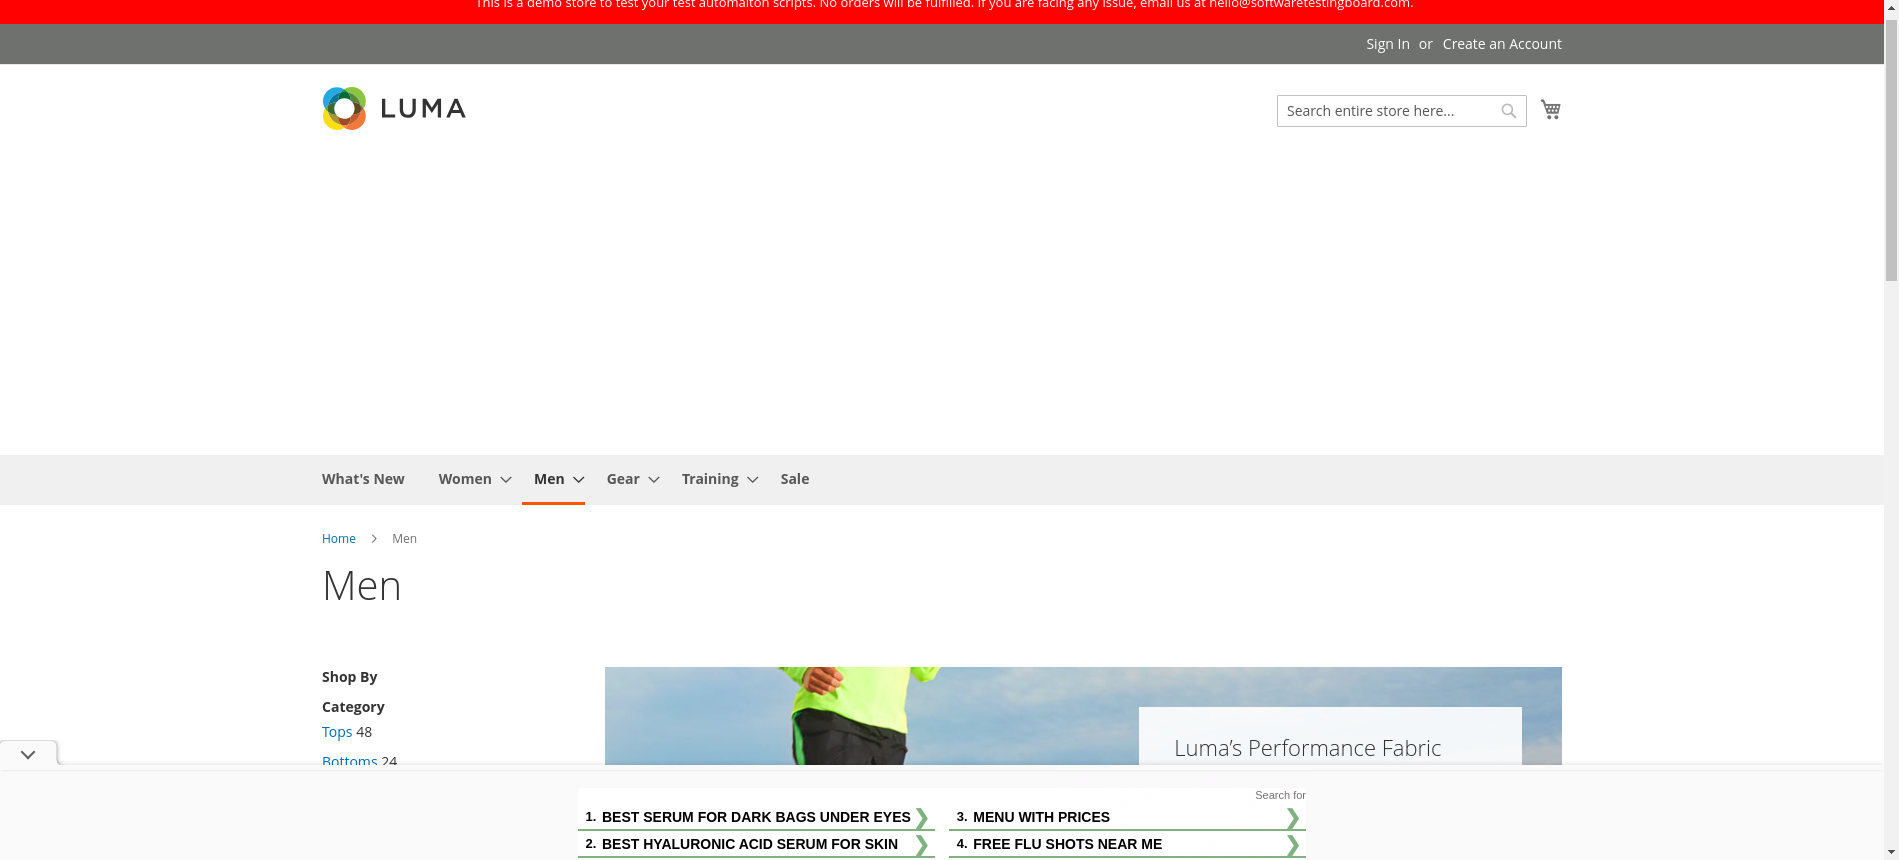 This is a demo store to test your test automaiton scripts. No orders will be fulfilled. If you are facing any issue, email us at hello@softwaretestingboard.com.
Sign In or Create an Account
LUMA
Search entire store here...
What's New Women Men Gear Training Sale
Home Men
Men
Shop By
Category
Tops 48
Bottoms 24
Luma's Performance Fabric
Search for
1. BEST SERUM FOR DARK BAGS UNDER EYES
2. BEST HYALURONIC ACID SERUM FOR SKIN
3. MENU WITH PRICES
4. FREE FLU SHOTS NEAR ME